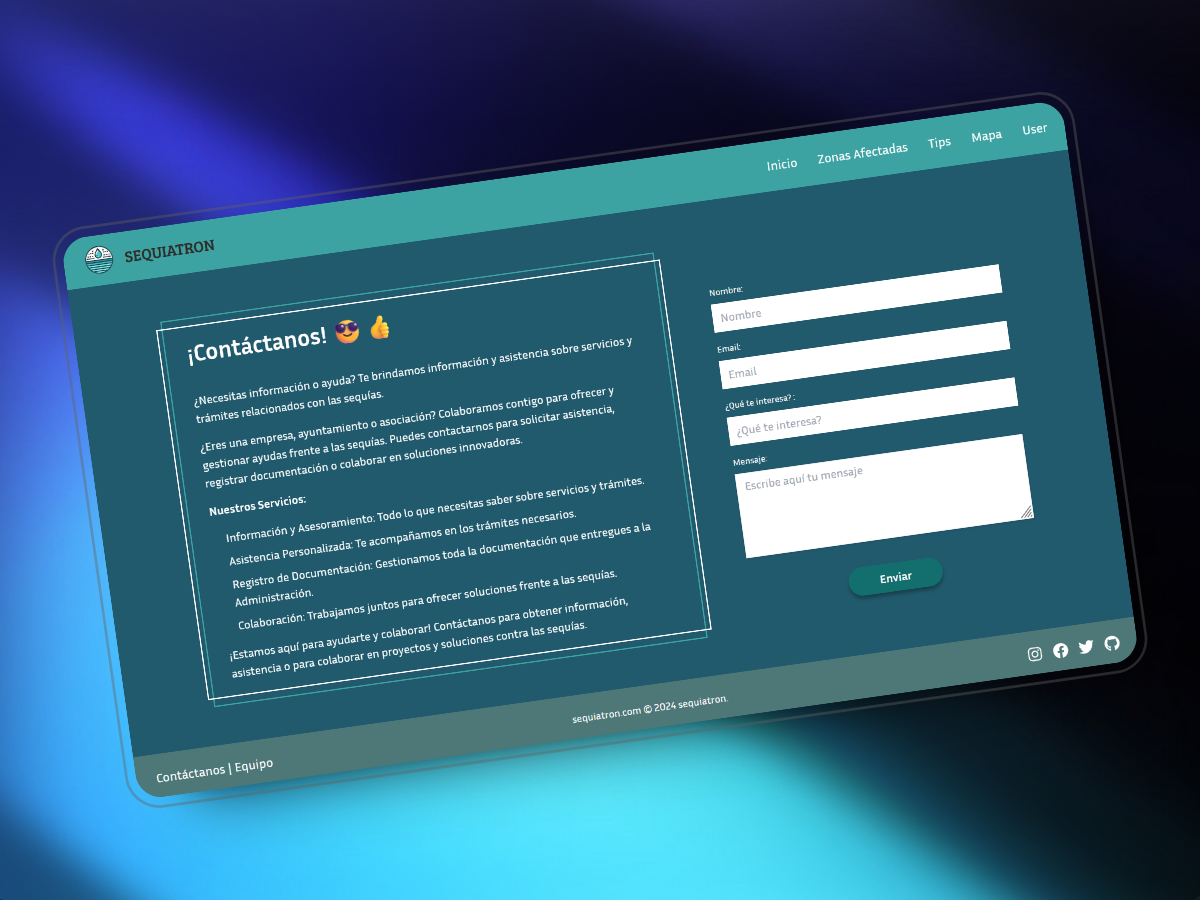 SEQUIATRON
Inicio Zonas Afectadas Tips Mapa User
¡Contáctanos! 😎 👍
¿Necesitas información o ayuda? Te brindamos información y asistencia sobre servicios y
trámites relacionados con las sequías.
¿Eres una empresa, ayuntamiento o asociación? Colaboramos contigo para ofrecer y
gestionar ayudas frente a las sequías. Puedes contactarnos para solicitar asistencia,
registrar documentación o colaborar en soluciones innovadoras.
Nuestros Servicios:
Información y Asesoramiento: Todo lo que necesitas saber sobre servicios y trámites.
Asistencia Personalizada: Te acompañamos en los trámites necesarios.
Registro de Documentación: Gestionamos toda la documentación que entregues a la
Administración.
Colaboración: Trabajamos juntos para ofrecer soluciones frente a las sequías.
¡Estamos aquí para ayudarte y colaborar! Contáctanos para obtener información,
asistencia o para colaborar en proyectos y soluciones contra las sequías.
Nombre:
Nombre
Email:
Email
¿Qué te interesa? :
¿Qué te interesa?
Mensaje:
Escribe aquí tu mensaje
Enviar
Contáctanos | Equipo
sequiatron.com © 2024 sequiatron.